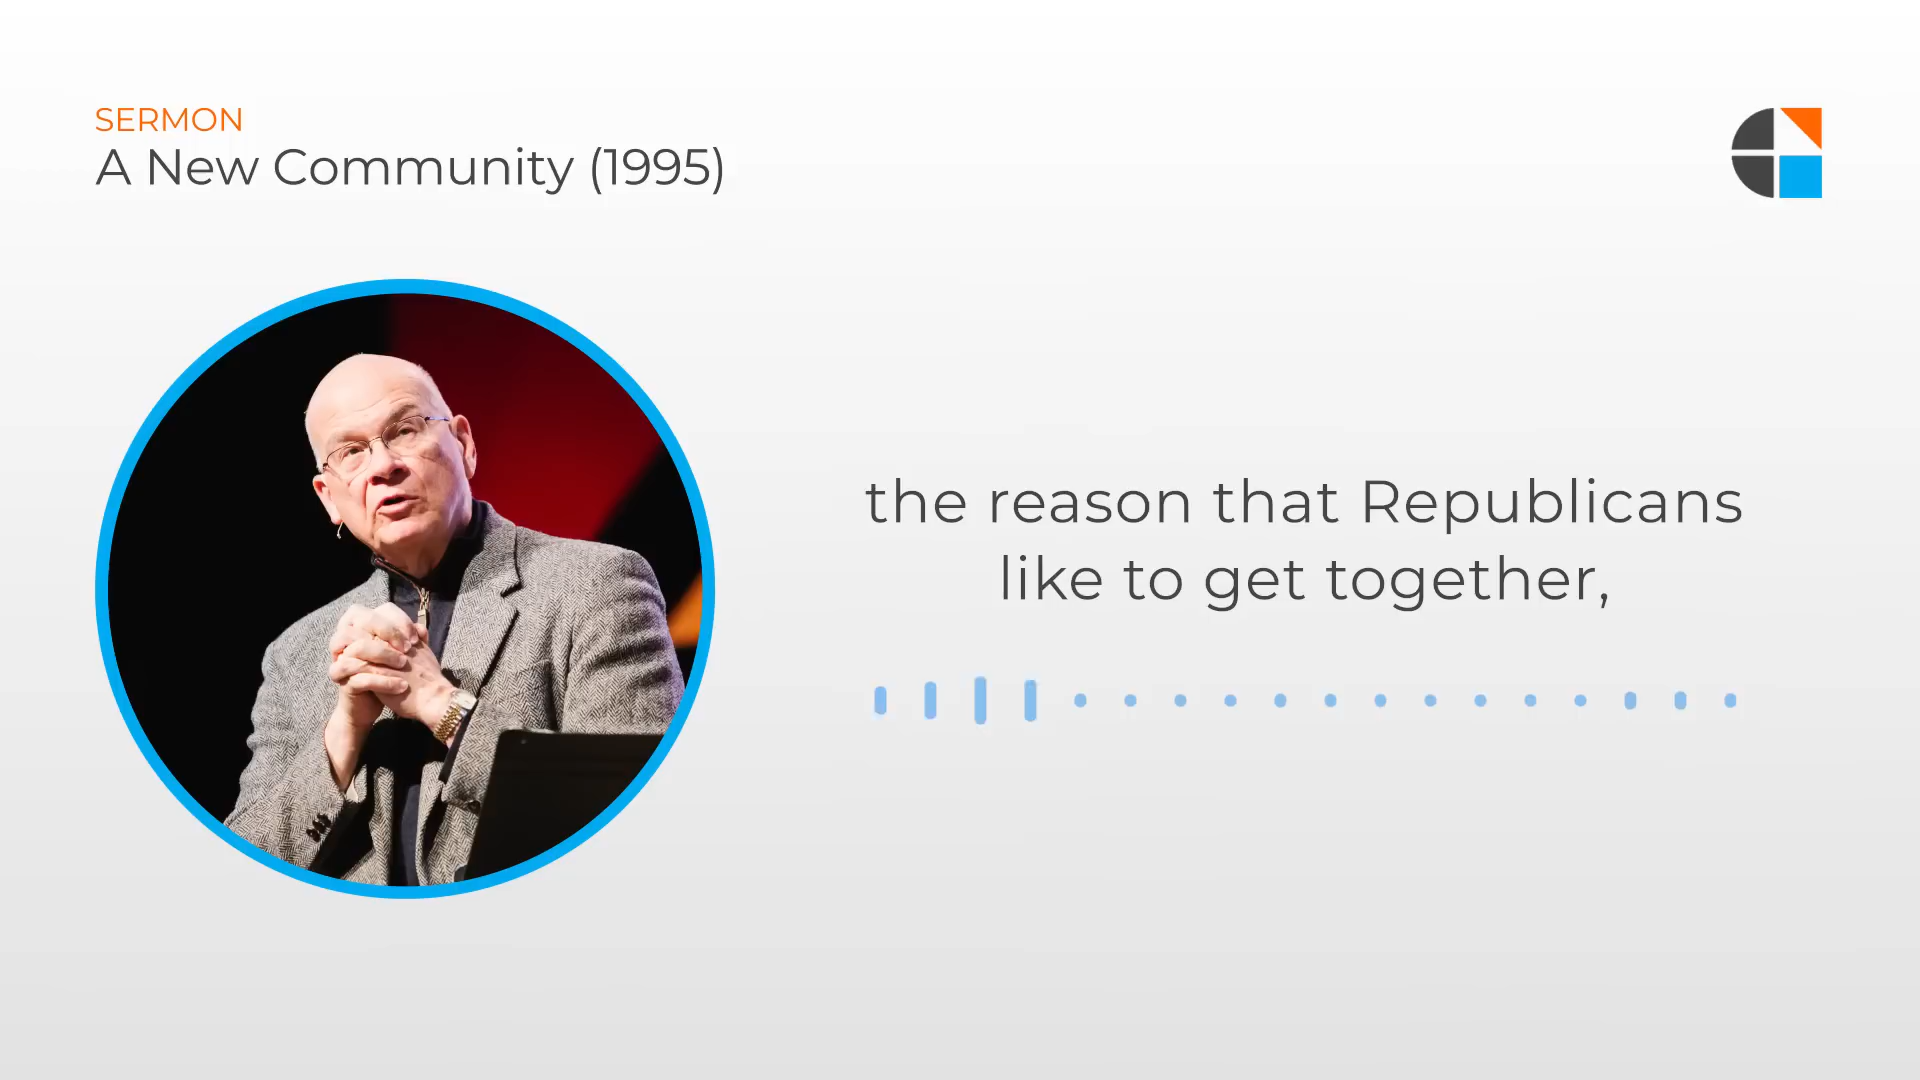 SERMON
A New Community (1995)
the reason that Republicans
like to get together,